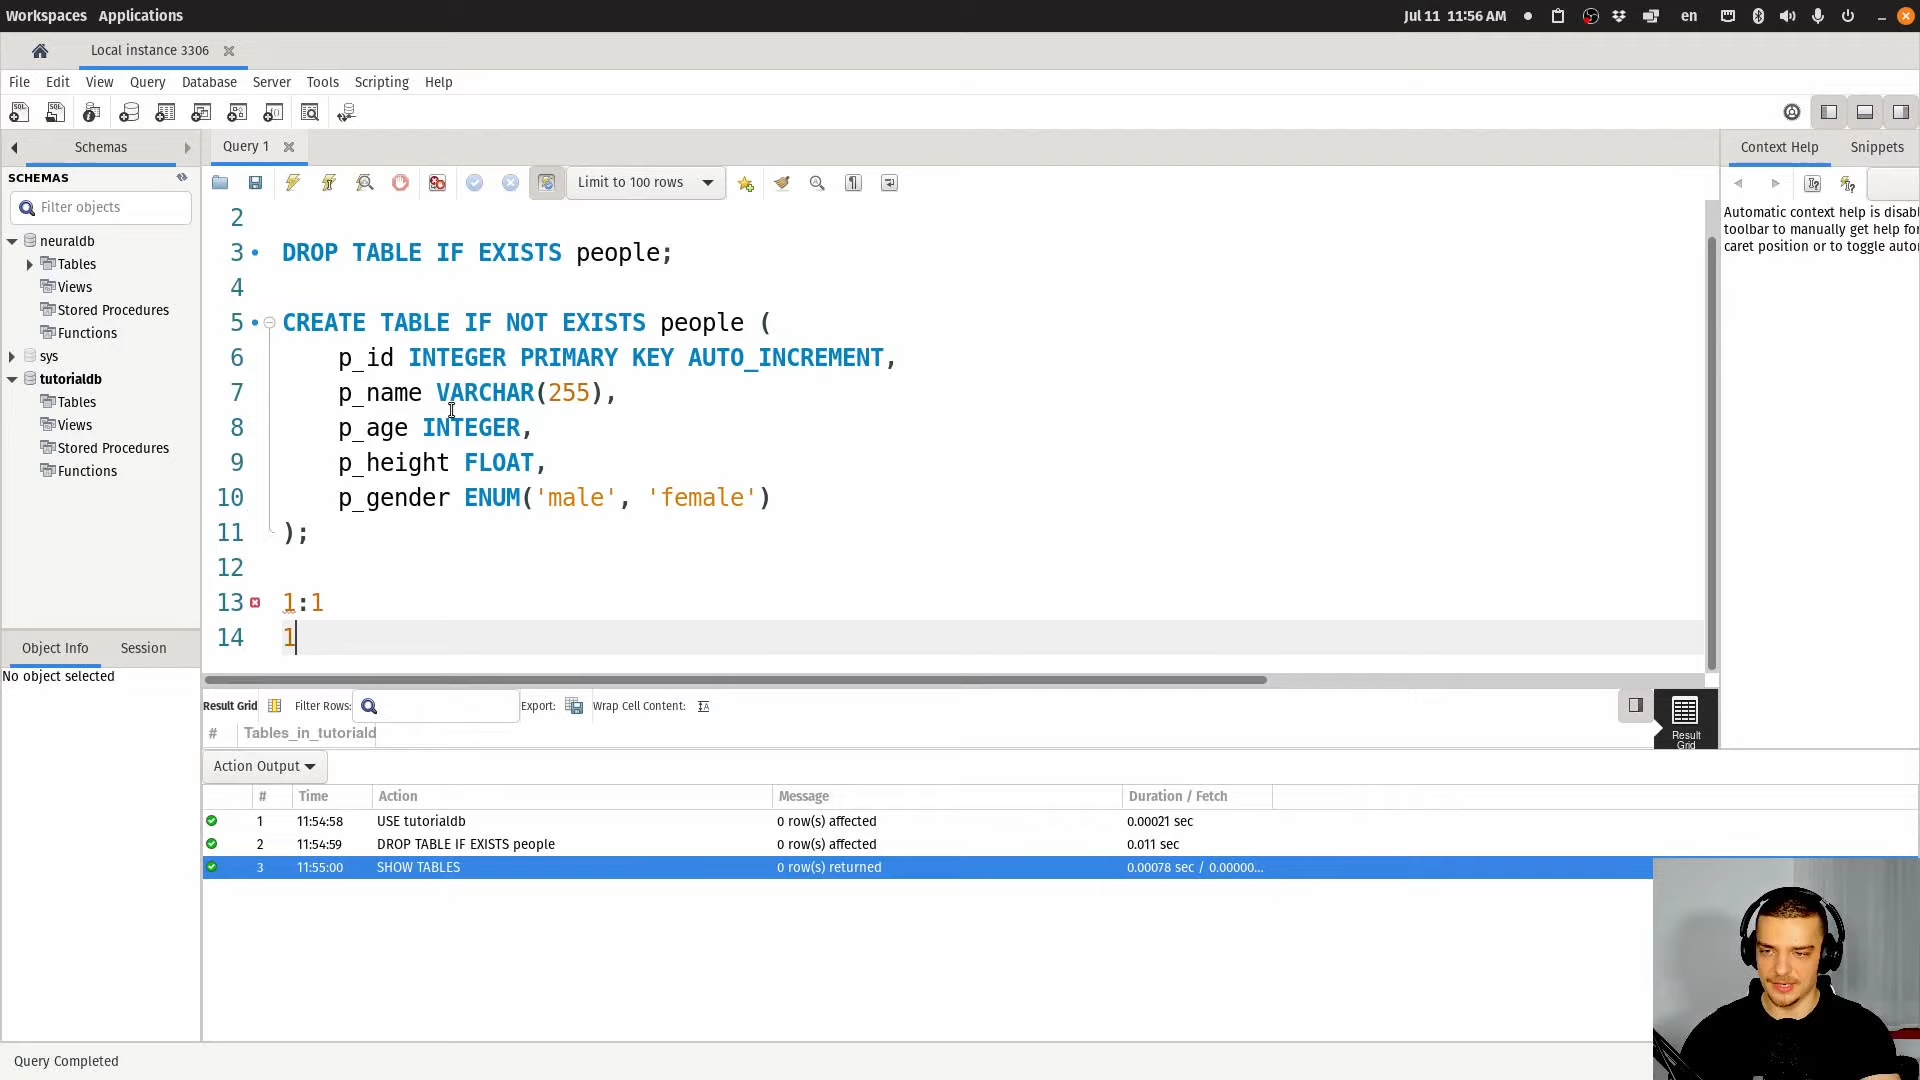 Workspaces Applications Jul 11 11:56 AM en
Local instance 3306
File Edit View Query Database Server Tools Scripting Help
Schemas
SCHEMAS
Filter objects
neuraldb
Tables
Views
Stored Procedures
Functions
sys
tutorialdb
Tables
Views
Stored Procedures
Functions
Object Info Session
No object selected
Query 1
Limit to 100 rows
2
3 DROP TABLE IF EXISTS people;
4
5 CREATE TABLE IF NOT EXISTS people (
6 p_id INTEGER PRIMARY KEY AUTO_INCREMENT,
7 p_name VARCHAR(255),
8 p_age INTEGER,
9 p_height FLOAT,
10 p_gender ENUM('male', 'female')
11 );
12
13 1:1
14 1
Context Help Snippets
Automatic context help is disabl
toolbar to manually get help for
caret position or to toggle auto
Result Grid Filter Rows: Export: Wrap Cell Content:
# Tables_in_tutoriald
Result
Grid
Action Output
# Time Action Message Duration / Fetch
1 11:54:58 USE tutorialdb 0 row(s) affected 0.00021 sec
2 11:54:59 DROP TABLE IF EXISTS people 0 row(s) affected 0.011 sec
3 11:55:00 SHOW TABLES 0 row(s) returned 0.00078 sec / 0.00000...
Query Completed